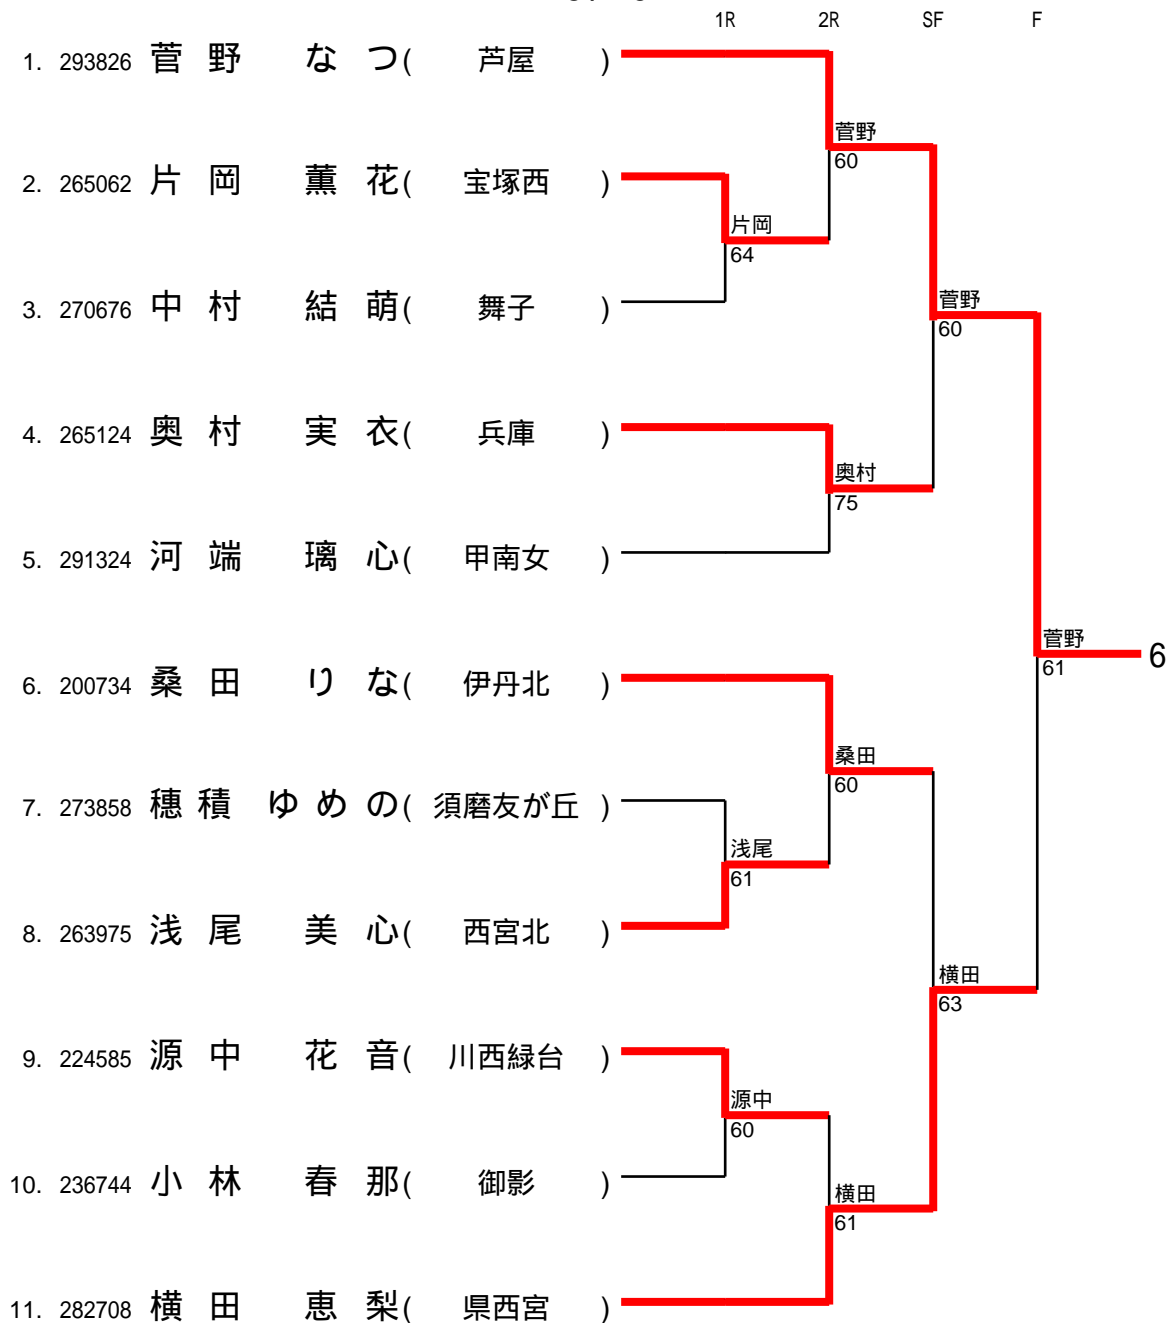 1R 2R SF F
1. 293826 菅野 なつ( 芦屋 )
菅野
60
2. 265062 片岡 薫花( 宝塚西 )
片岡
64
3. 270676 中村 結萌( 舞子 )
菅野
60
4. 265124 奥村 実衣( 兵庫 )
奥村
75
5. 291324 河端 璃心( 甲南女 )
菅野
61
6
6. 200734 桑田 りな( 伊丹北 )
桑田
60
7. 273858 穂積 ゆめの( 須磨友が丘 )
浅尾
61
8. 263975 浅尾 美心( 西宮北 )
横田
63
9. 224585 源中 花音( 川西緑台 )
源中
60
10. 236744 小林 春那( 御影 )
横田
61
11. 282708 横田 恵梨( 県西宮 )